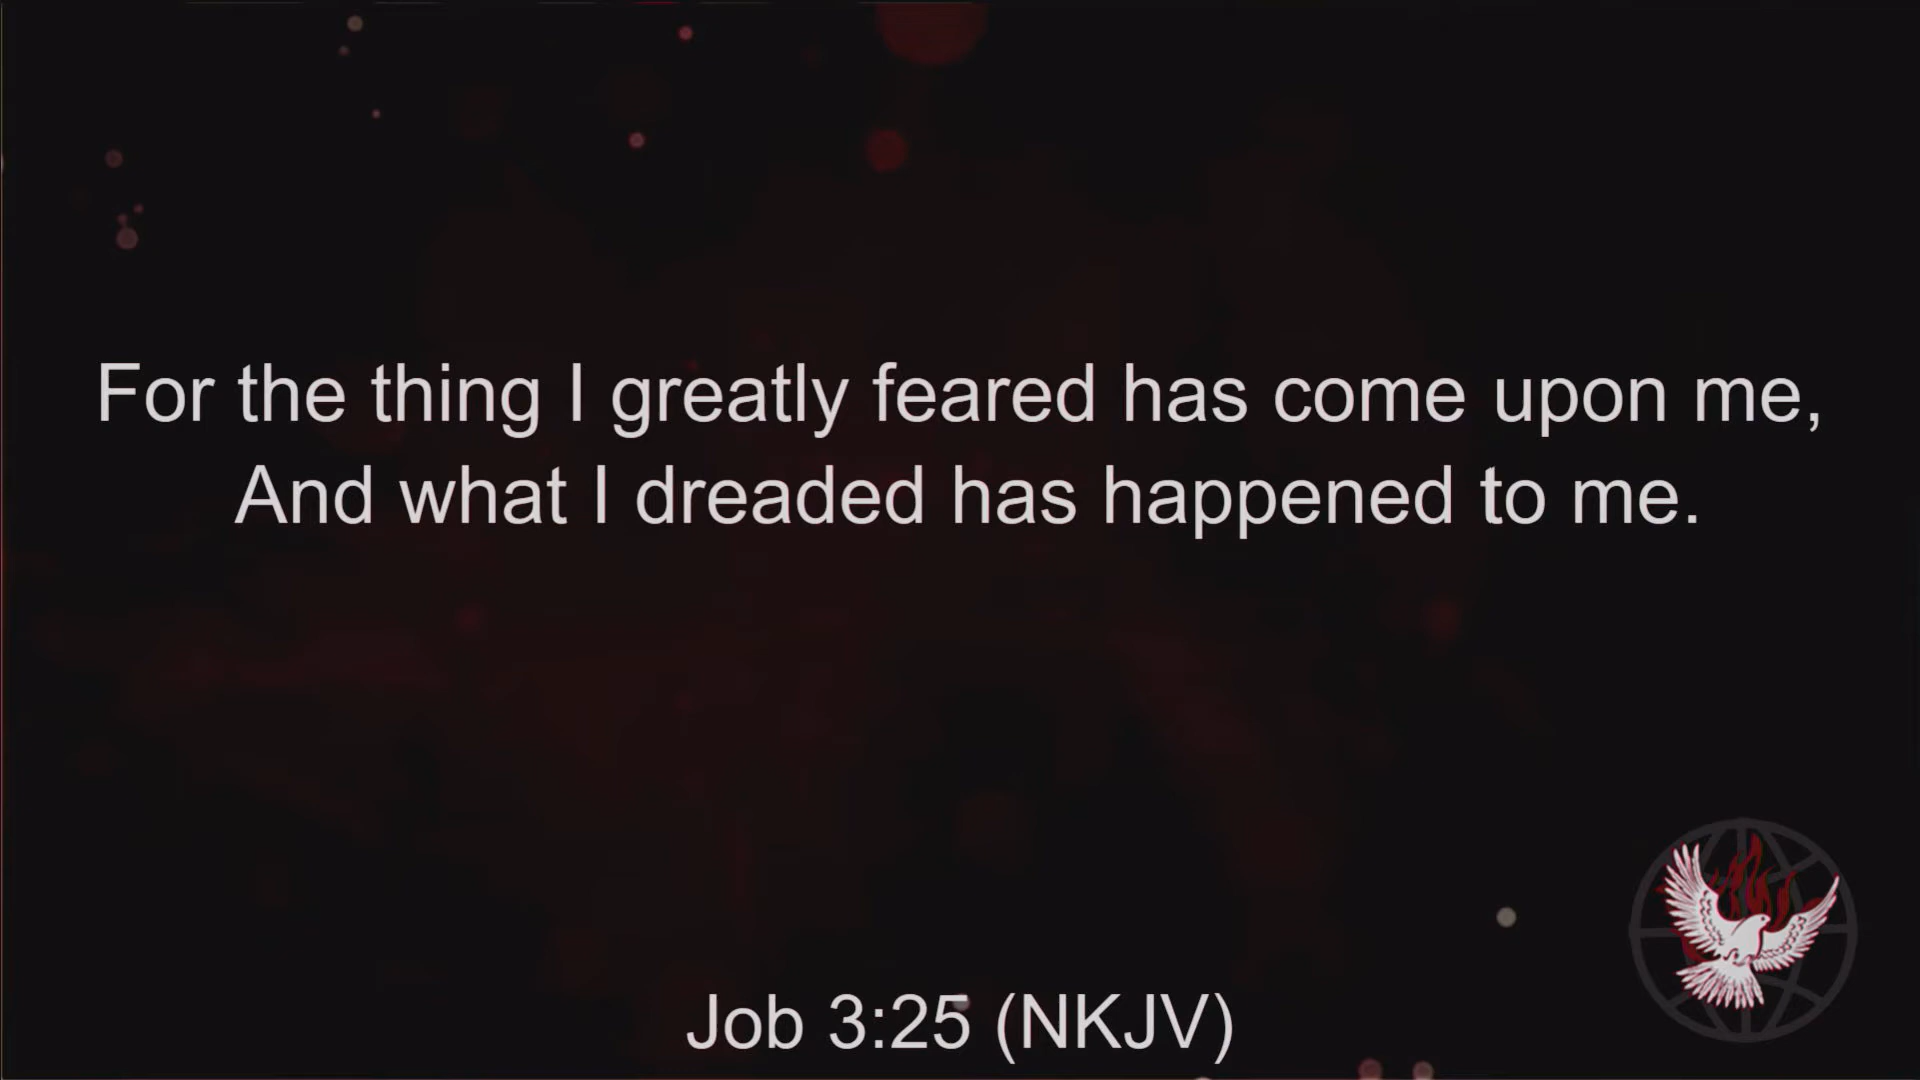 For the thing I greatly feared has come upon me,
And what I dreaded has happened to me.
Job 3:25 (NKJV)